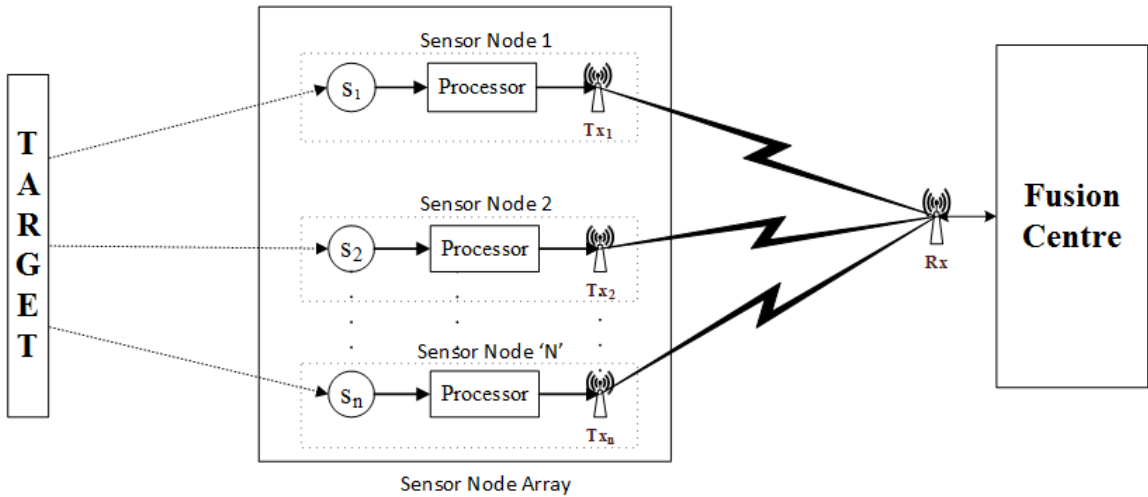 TARGET
Sensor Node 1
S₁
Processor
Tx₁
Sensor Node 2
S₂
Processor
Tx₂
Sensor Node ‘N’
Sₙ
Processor
Txₙ
Sensor Node Array
Rx
Fusion
Centre